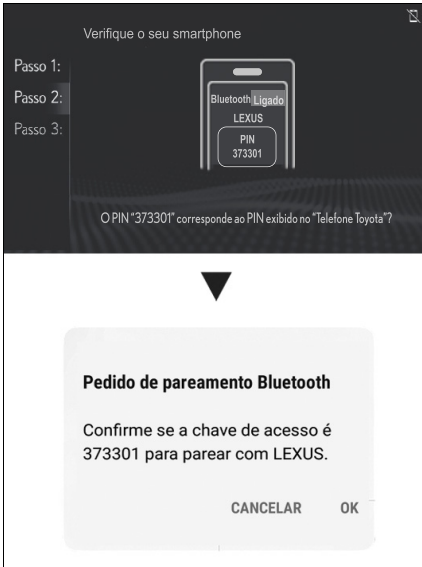 Verifique o seu smartphone
Passo 1:
Passo 2:
Passo 3:
Bluetooth Ligado
LEXUS
PIN
373301
O PIN "373301" corresponde ao PIN exibido no "Telefone Toyota"?
Pedido de pareamento Bluetooth
Confirme se a chave de acesso é
373301 para parear com LEXUS.
CANCELAR OK